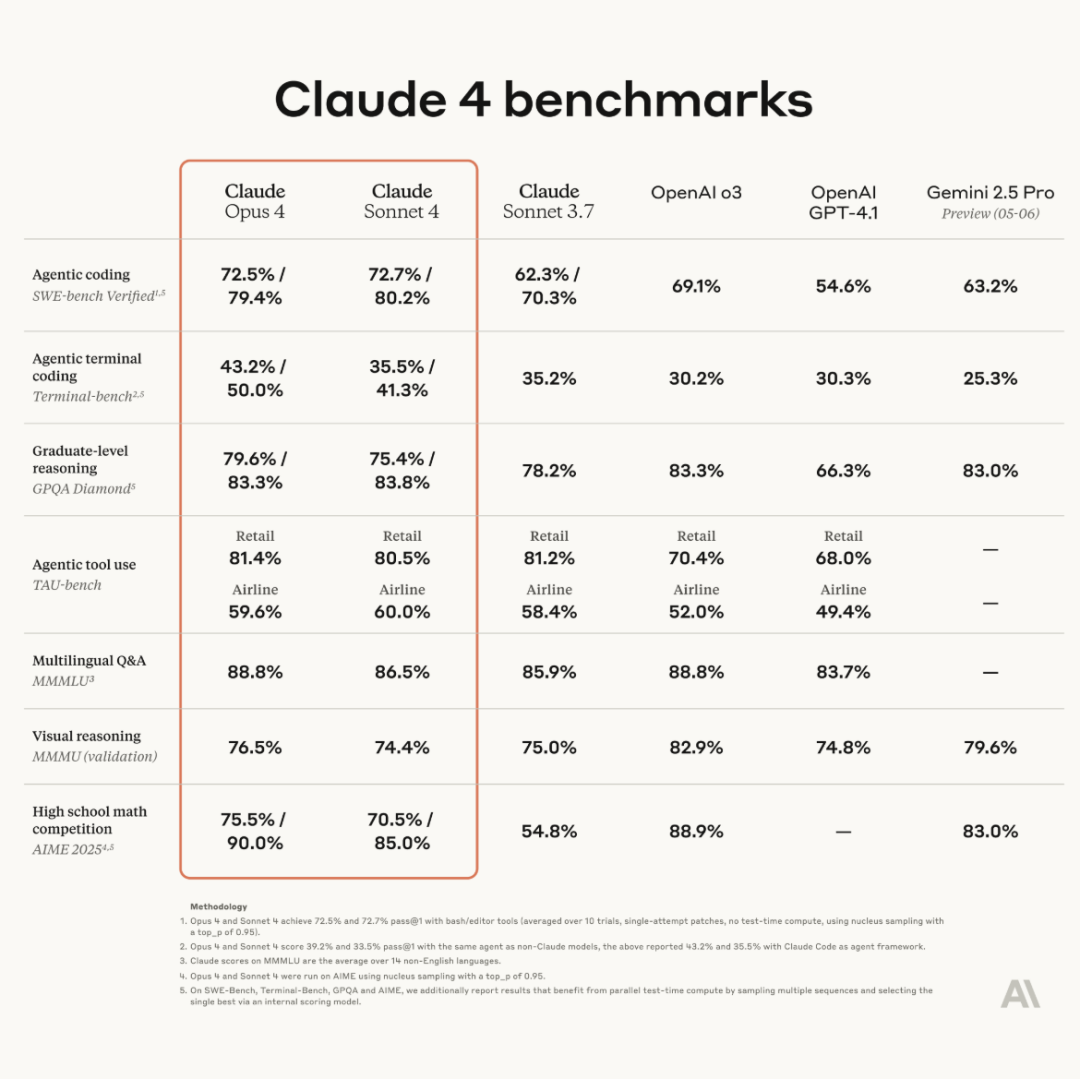 Claude 4 benchmarks
Claude
Opus 4
Claude
Sonnet 4
Claude
Sonnet 3.7
OpenAI o3
OpenAI
GPT-4.1
Gemini 2.5 Pro
Preview (05-06)
Agentic coding
SWE-bench Verified¹,⁵
72.5% /
79.4%
72.7% /
80.2%
62.3% /
70.3%
69.1%
54.6%
63.2%
Agentic terminal
coding
Terminal-bench²,⁵
43.2% /
50.0%
35.5% /
41.3%
35.2%
30.2%
30.3%
25.3%
Graduate-level
reasoning
GPQA Diamond⁵
79.6% /
83.3%
75.4% /
83.8%
78.2%
83.3%
66.3%
83.0%
Agentic tool use
TAU-bench
Retail
81.4%
Airline
59.6%
Retail
80.5%
Airline
60.0%
Retail
81.2%
Airline
58.4%
Retail
70.4%
Airline
52.0%
Retail
68.0%
Airline
49.4%
—
—
Multilingual Q&A
MMMLU³
88.8%
86.5%
85.9%
88.8%
83.7%
—
Visual reasoning
MMMU (validation)
76.5%
74.4%
75.0%
82.9%
74.8%
79.6%
High school math
competition
AIME 2025⁴,⁵
75.5% /
90.0%
70.5% /
85.0%
54.8%
88.9%
—
83.0%
Methodology
1. Opus 4 and Sonnet 4 achieve 72.5% and 72.7% pass@1 with bash/editor tools (averaged over 10 trials, single-attempt patches, no test-time compute, using nucleus sampling with
a top_p of 0.95).
2. Opus 4 and Sonnet 4 score 39.2% and 33.5% pass@1 with the same agent as non-Claude models, the above reported 43.2% and 35.5% with Claude Code as agent framework.
3. Claude scores on MMMLU are the average over 14 non-English languages.
4. Opus 4 and Sonnet 4 were run on AIME using nucleus sampling with a top_p of 0.95.
5. On SWE-Bench, Terminal-Bench, GPQA and AIME, we additionally report results that benefit from parallel test-time compute by sampling multiple sequences and selecting the
single best via an internal scoring model.
A\